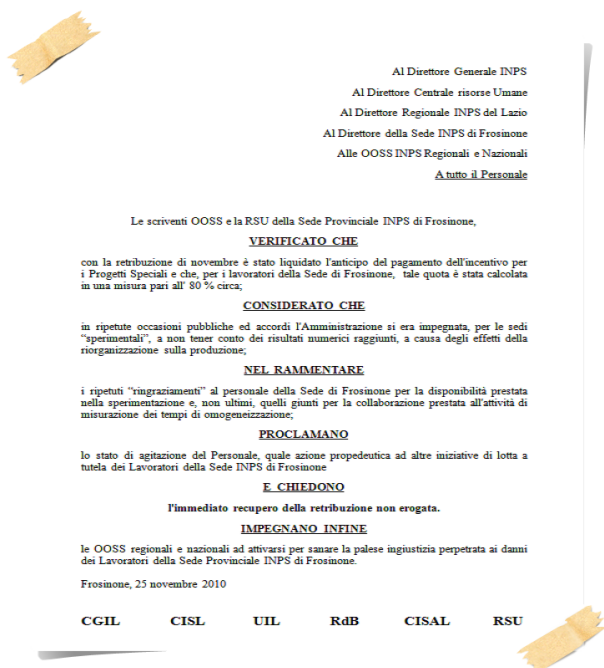 Al Direttore Generale INPS
Al Direttore Centrale risorse Umane
Al Direttore Regionale INPS del Lazio
Al Direttore della Sede INPS di Frosinone
Alle OOSS INPS Regionali e Nazionali
A tutto il Personale
Le scriventi OOSS e la RSU della Sede Provinciale INPS di Frosinone,
VERIFICATO CHE
con la retribuzione di novembre è stato liquidato l'anticipo del pagamento dell'incentivo per
i Progetti Speciali e che, per i lavoratori della Sede di Frosinone, tale quota è stata calcolata
in una misura pari all' 80 % circa;
CONSIDERATO CHE
in ripetute occasioni pubbliche ed accordi l'Amministrazione si era impegnata, per le sedi
“sperimentali”, a non tener conto dei risultati numerici raggiunti, a causa degli effetti della
riorganizzazione sulla produzione;
NEL RAMMENTARE
i ripetuti “ringraziamenti” al personale della Sede di Frosinone per la disponibilità prestata
nella sperimentazione e, non ultimi, quelli giunti per la collaborazione prestata all'attività di
misurazione dei tempi di omogeneizzazione;
PROCLAMANO
lo stato di agitazione del Personale, quale azione propedeutica ad altre iniziative di lotta a
tutela dei Lavoratori della Sede INPS di Frosinone
E CHIEDONO
l'immediato recupero della retribuzione non erogata.
IMPEGNANO INFINE
le OOSS regionali e nazionali ad attivarsi per sanare la palese ingiustizia perpetrata ai danni
dei Lavoratori della Sede Provinciale INPS di Frosinone.
Frosinone, 25 novembre 2010
CGIL CISL UIL RdB CISAL RSU